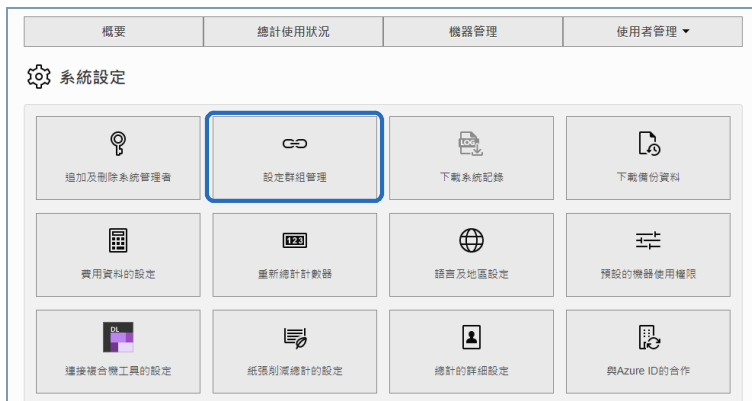 概要 總計使用狀況 機器管理 使用者管理 ▼
系統設定
追加及刪除系統管理者 設定群組管理 LOG 下載系統記錄 下載備份資料
費用資料的設定 123 重新總計計數器 語言及地區設定 預設的機器使用權限
DL 連接複合機工具的設定 紙張削減總計的設定 總計的詳細設定 與Azure ID的合作